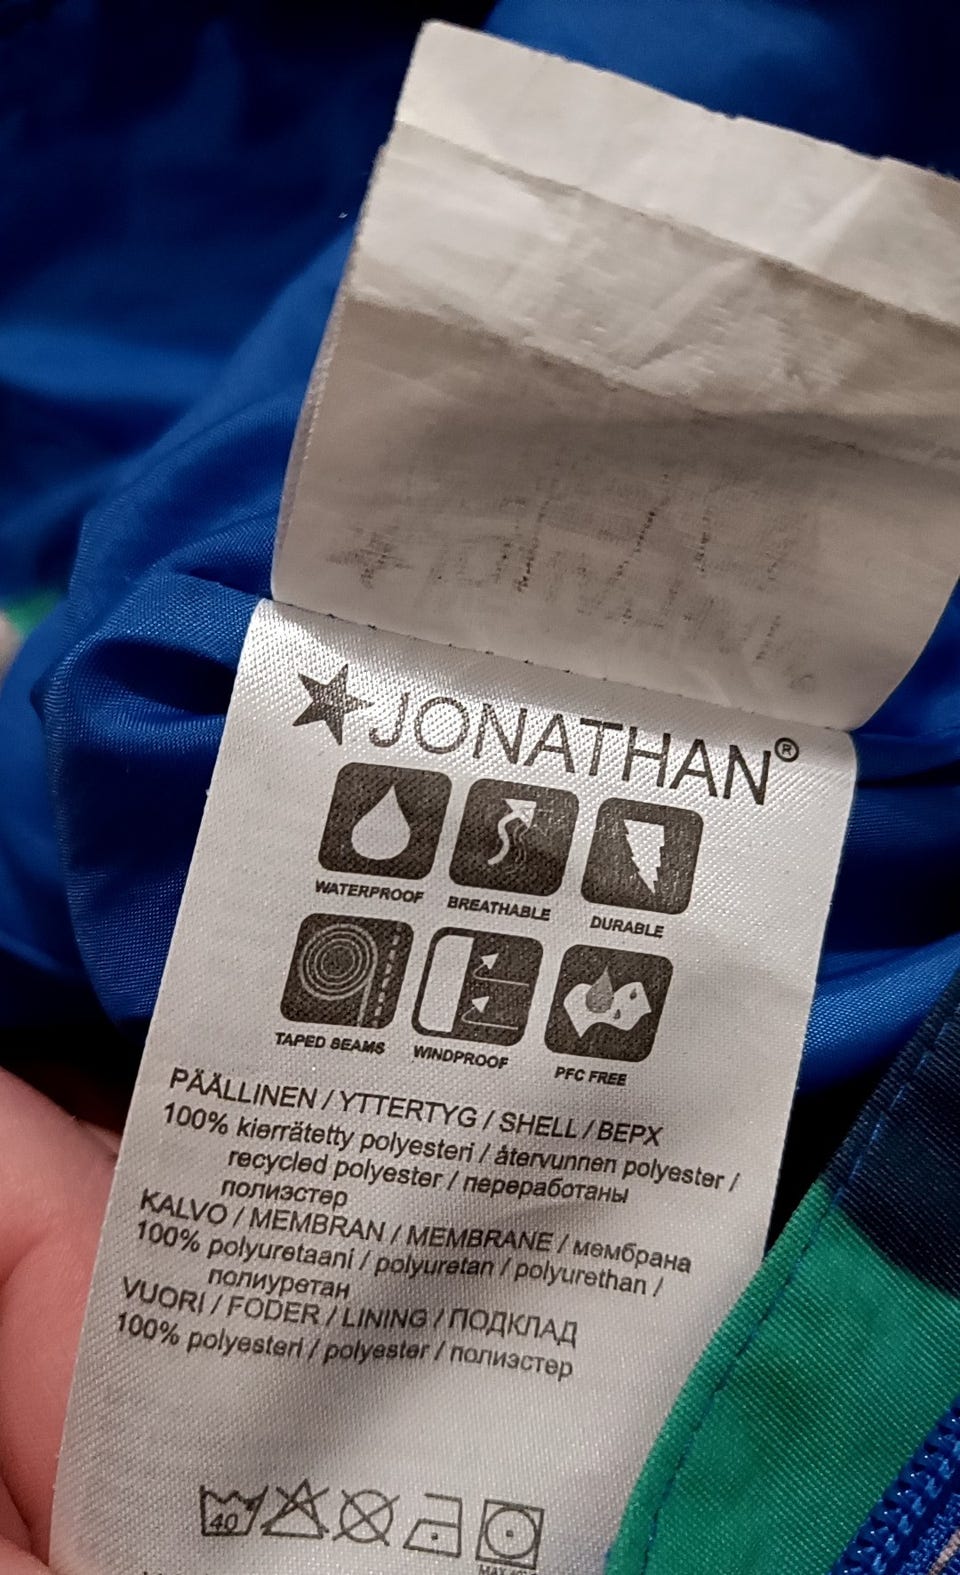 JONATHAN®
WATERPROOF BREATHABLE DURABLE
TAPED SEAMS WINDPROOF PFC FREE
PÄÄLLINEN / YTTERTYG / SHELL / ВЕРХ
100% kierrätetty polyesteri / återvunnen polyester /
recycled polyester / переработаны
полиэстер
KALVO / MEMBRAN / MEMBRANE / мембрана
100% polyuretaani / polyuretan / polyurethan /
полиуретан
VUORI / FODER / LINING / ПОДКЛАД
100% polyesteri / polyester / полиэстер
40